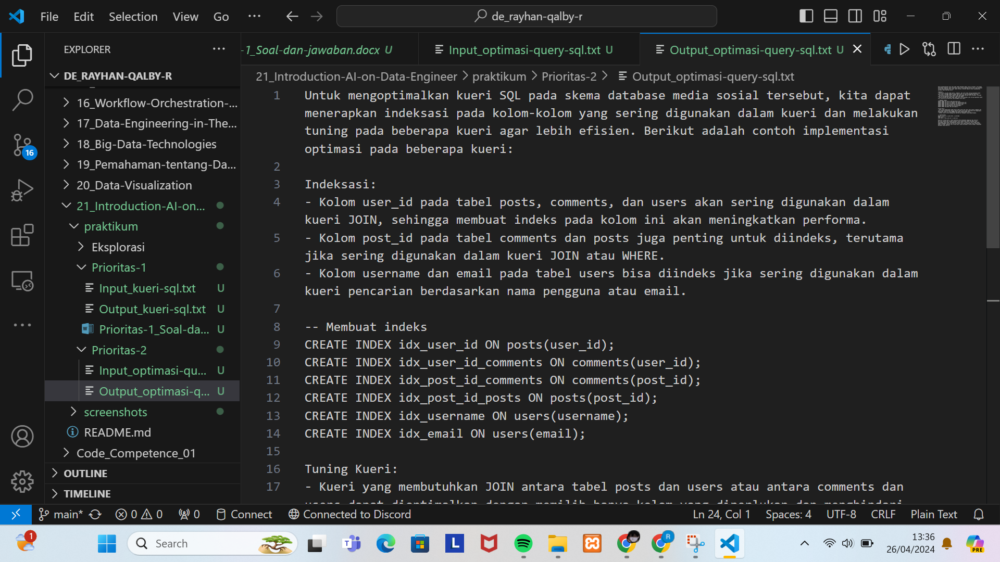 File Edit Selection View Go ...
de_rayhan-qalby-r
EXPLORER
-1_Soal-dan-jawaban.docx U
Input_optimasi-query-sql.txt U
Output_optimasi-query-sql.txt U
DE_RAYHAN-QALBY-R
16_Workflow-Orchestration-...
17_Data-Engineering-in-The...
18_Big-Data-Technologies
19_Pemahaman-tentang-Da...
20_Data-Visualization
21_Introduction-AI-on...
praktikum
Eksplorasi
Prioritas-1
Input_kueri-sql.txt U
Output_kueri-sql.txt U
Prioritas-1_Soal-da... U
Prioritas-2
Input_optimasi-qu... U
Output_optimasi-q... U
screenshots
README.md
Code_Competence_01
OUTLINE
TIMELINE
16
21_Introduction-AI-on-Data-Engineer > praktikum > Prioritas-2 > Output_optimasi-query-sql.txt
1 Untuk mengoptimalkan kueri SQL pada skema database media sosial tersebut, kita dapat
menerapkan indeksasi pada kolom-kolom yang sering digunakan dalam kueri dan melakukan
tuning pada beberapa kueri agar lebih efisien. Berikut adalah contoh implementasi
optimasi pada beberapa kueri:
2
3 Indeksasi:
4 - Kolom user_id pada tabel posts, comments, dan users akan sering digunakan dalam
kueri JOIN, sehingga membuat indeks pada kolom ini akan meningkatkan performa.
5 - Kolom post_id pada tabel comments dan posts juga penting untuk diindeks, terutama
jika sering digunakan dalam kueri JOIN atau WHERE.
6 - Kolom username dan email pada tabel users bisa diindeks jika sering digunakan dalam
kueri pencarian berdasarkan nama pengguna atau email.
7
8 -- Membuat indeks
9 CREATE INDEX idx_user_id ON posts(user_id);
10 CREATE INDEX idx_user_id_comments ON comments(user_id);
11 CREATE INDEX idx_post_id_comments ON comments(post_id);
12 CREATE INDEX idx_post_id_posts ON posts(post_id);
13 CREATE INDEX idx_username ON users(username);
14 CREATE INDEX idx_email ON users(email);
15
16 Tuning Kueri:
17 - Kueri yang membutuhkan JOIN antara tabel posts dan users atau antara comments dan
main* 0 0 0 Connect Connected to Discord Ln 24, Col 1 Spaces: 4 UTF-8 CRLF Plain Text
1 Search 13:36
26/04/2024
PRE